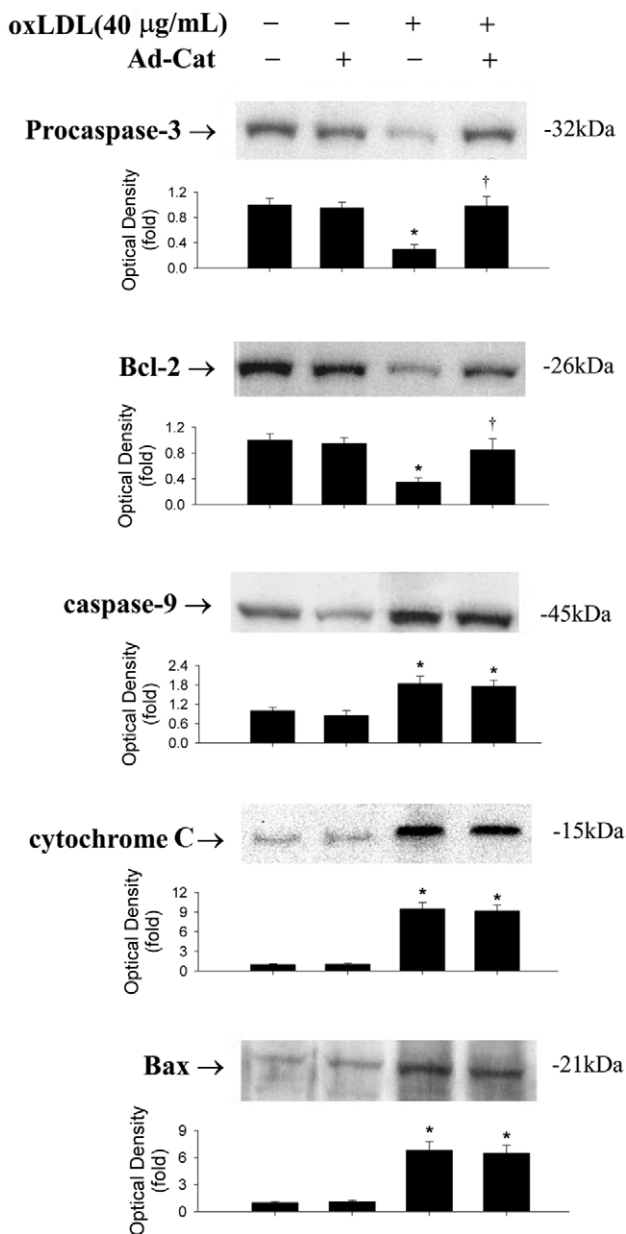 oxLDL(40 μg/mL) − − + +
Ad-Cat − + − +
Procaspase-3 → -32kDa
Optical Density (fold)
1.2
0.8
0.4
0.0
*
†
Bcl-2 → -26kDa
Optical Density (fold)
1.2
0.8
0.4
0.0
*
†
caspase-9 → -45kDa
Optical Density (fold)
2.4
1.8
1.2
0.6
0.0
* *
cytochrome C → -15kDa
Optical Density (fold)
12
9
6
3
0
* *
Bax → -21kDa
Optical Density (fold)
9
6
3
0
* *